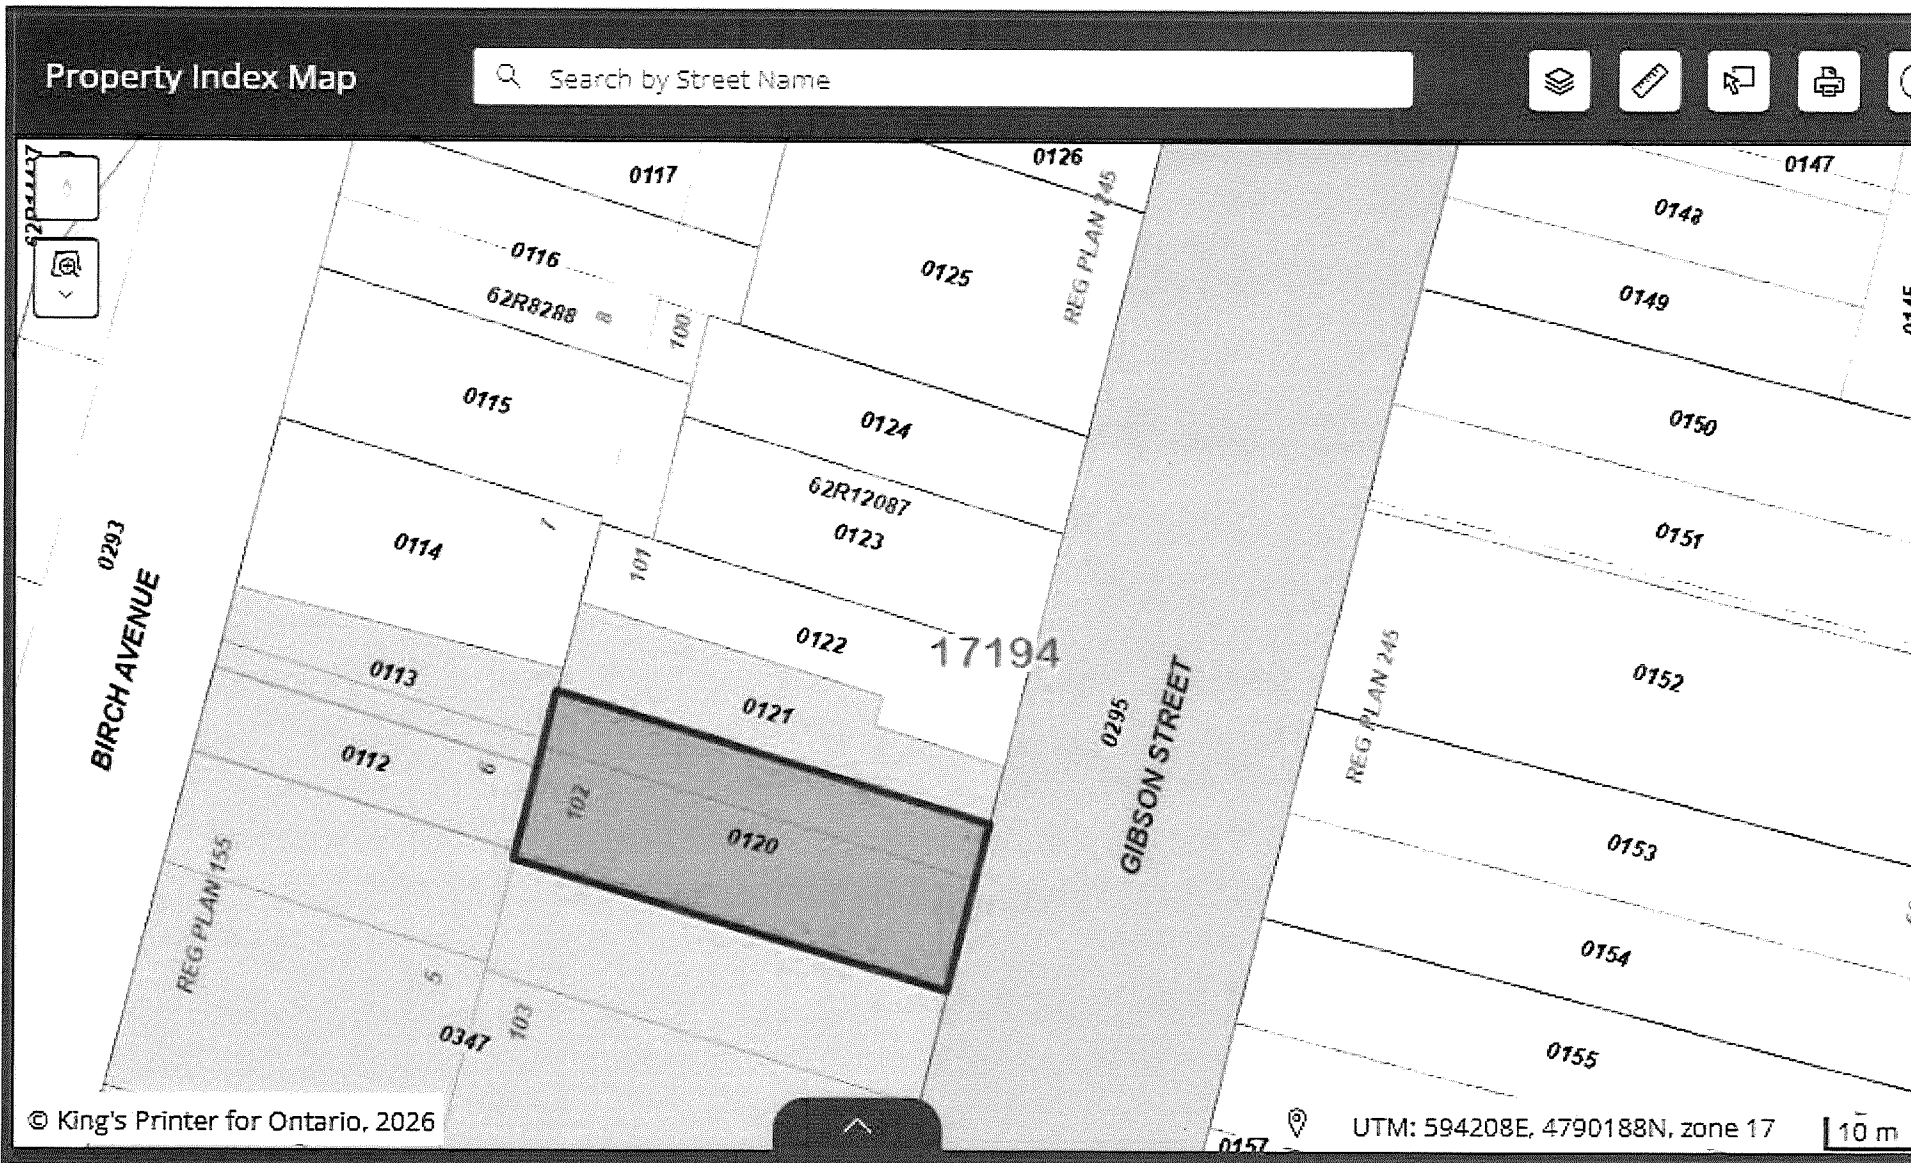 Property Index Map
Search by Street Name
0117
0126
0147
REG PLAN 245
0148
0116
0125
0149
62R8288
8
100
0115
0124
0150
62R12087
0123
0151
7
0114
101
0293
BIRCH AVENUE
0122
17194
0113
0121
0295
GIBSON STREET
REG PLAN 245
0152
0112
6
102
0120
0153
REG PLAN 155
5
0154
103
0347
0155
© King's Printer for Ontario, 2026
UTM: 594208E, 4790188N, zone 17
10 m
0157